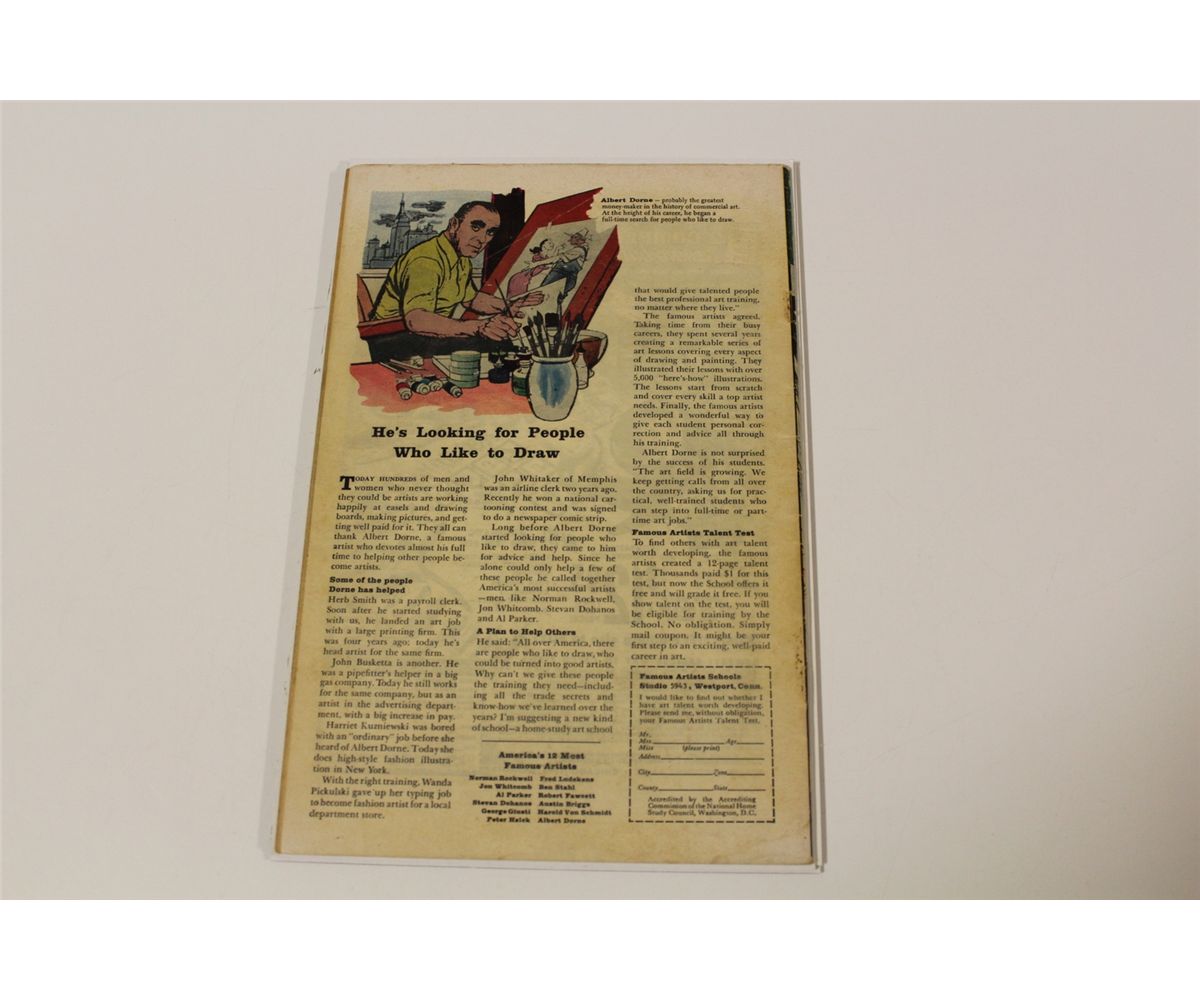 Albert Dorne – probably the greatest
money-maker in the history of commercial art.
At the height of his career, he began a
full-time search for people who like to draw.
He's Looking for People
Who Like to Draw
TODAY HUNDREDS of men and
women who never thought
they could be artists are working
happily at easels and drawing
boards, making pictures, and get-
ting well paid for it. They all can
thank Albert Dorne, a famous
artist who devotes almost his full
time to helping other people be-
come artists.
Some of the people
Dorne has helped
Herb Smith was a payroll clerk.
Soon after he started studying
with us, he landed an art job
with a large printing firm. This
was four years ago; today he's
head artist for the same firm.
John Busketta is another. He
was a pipefitter's helper in a big
gas company. Today he still works
for the same company, but as an
artist in the advertising depart-
ment, with a big increase in pay.
Harriet Kuzniewski was bored
with an "ordinary" job before she
heard of Albert Dorne. Today she
does high-style fashion illustra-
tion in New York.
With the right training, Wanda
Pickulski gave up her typing job
to become fashion artist for a local
department store.
John Whitaker of Memphis
was an airline clerk two years ago.
Recently he won a national car-
tooning contest and was signed
to do a newspaper comic strip.
Long before Albert Dorne
started looking for people who
like to draw, they came to him
for advice and help. Since he
alone could only help a few of
these people he called together
America's most successful artists
—men like Norman Rockwell,
Jon Whitcomb, Stevan Dohanos
and Al Parker.
A Plan to Help Others
He said: "All over America, there
are people who like to draw, who
could be turned into good artists.
Why can't we give these people
the training they need—includ-
ing all the trade secrets and
know-how we've learned over the
years? I'm suggesting a new kind
of school—a home-study art school
America's 12 Most
Famous Artists
Norman Rockwell Fred Ludekens
Jon Whitcomb Ben Stahl
Al Parker Robert Fawcett
Stevan Dohanos Austin Briggs
George Giusti Harold Von Schmidt
Peter Helck Albert Dorne
that would give talented people
the best professional art training,
no matter where they live."
The famous artists agreed.
Taking time from their busy
careers, they spent several years
creating a remarkable series of
art lessons covering every aspect
of drawing and painting. They
illustrated their lessons with over
5,000 "here's-how" illustrations.
The lessons start from scratch
and cover every skill a top artist
needs. Finally, the famous artists
developed a wonderful way to
give each student personal cor-
rection and advice all through
his training.
Albert Dorne is not surprised
by the success of his students.
"The art field is growing. We
keep getting calls from all over
the country, asking us for prac-
tical, well-trained students who
can step into full-time or part-
time art jobs."
Famous Artists Talent Test
To find others with art talent
worth developing, the famous
artists created a 12-page talent
test. Thousands paid $1 for this
test, but now the School offers it
free and will grade it free. If you
show talent on the test, you will
be eligible for training by the
School. No obligation. Simply
mail coupon. It might be your
first step to an exciting, well-paid
career in art.
Famous Artists Schools
Studio 5943, Westport, Conn.
I would like to find out whether I
have art talent worth developing.
Please send me, without obligation,
your Famous Artists Talent Test.
Mr.
Mrs. Age
Miss (please print)
Address
City Zone
County State
Accredited by the Accrediting
Commission of the National Home
Study Council, Washington, D.C.